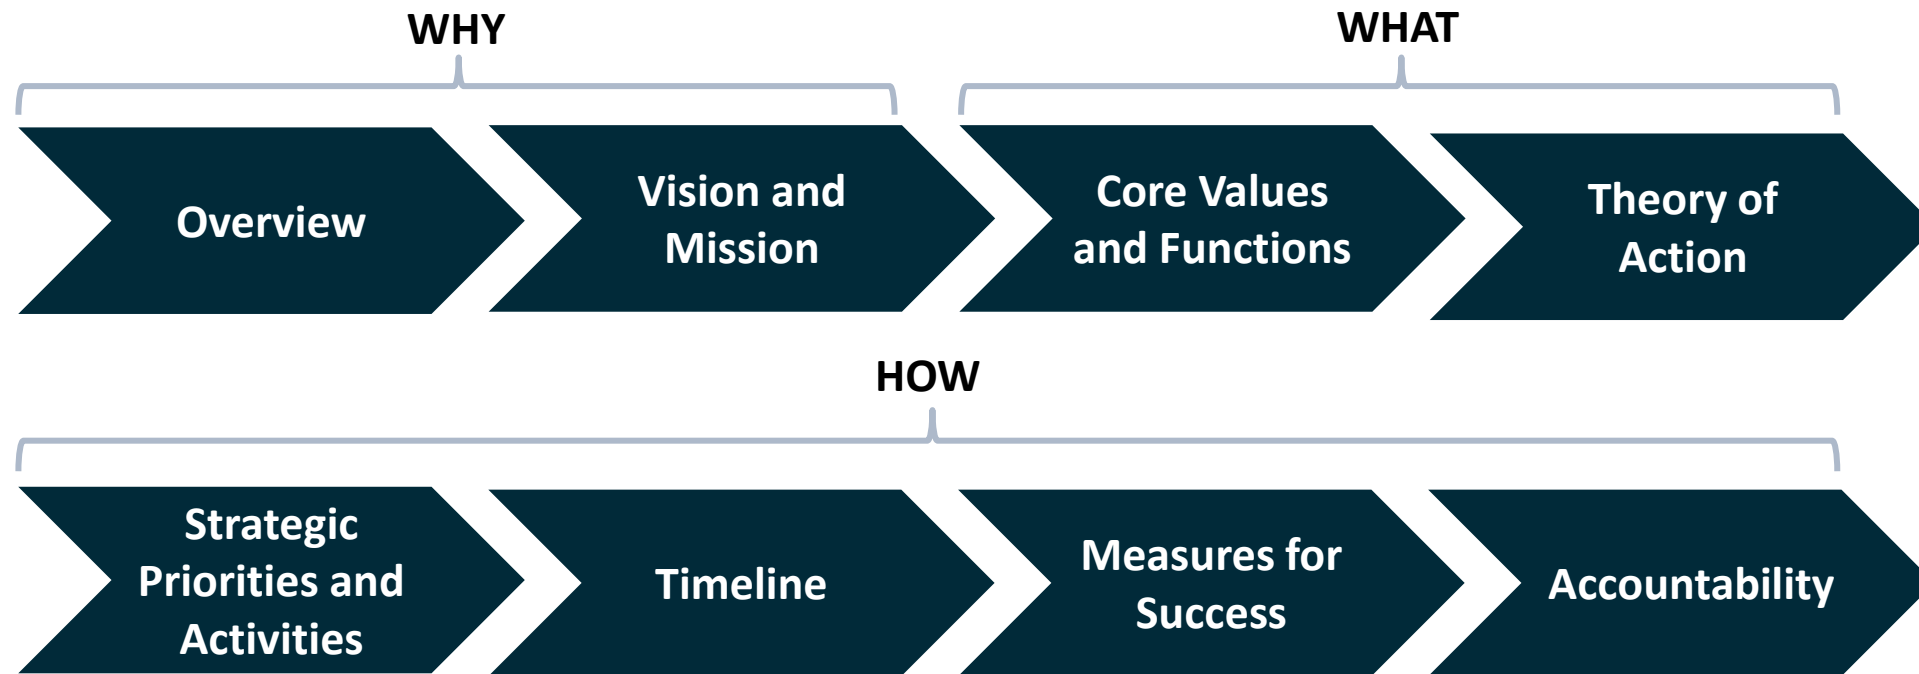 WHY
WHAT
Overview
Vision and
Mission
Core Values
and Functions
Theory of
Action
HOW
Strategic
Priorities and
Activities
Timeline
Measures for
Success
Accountability